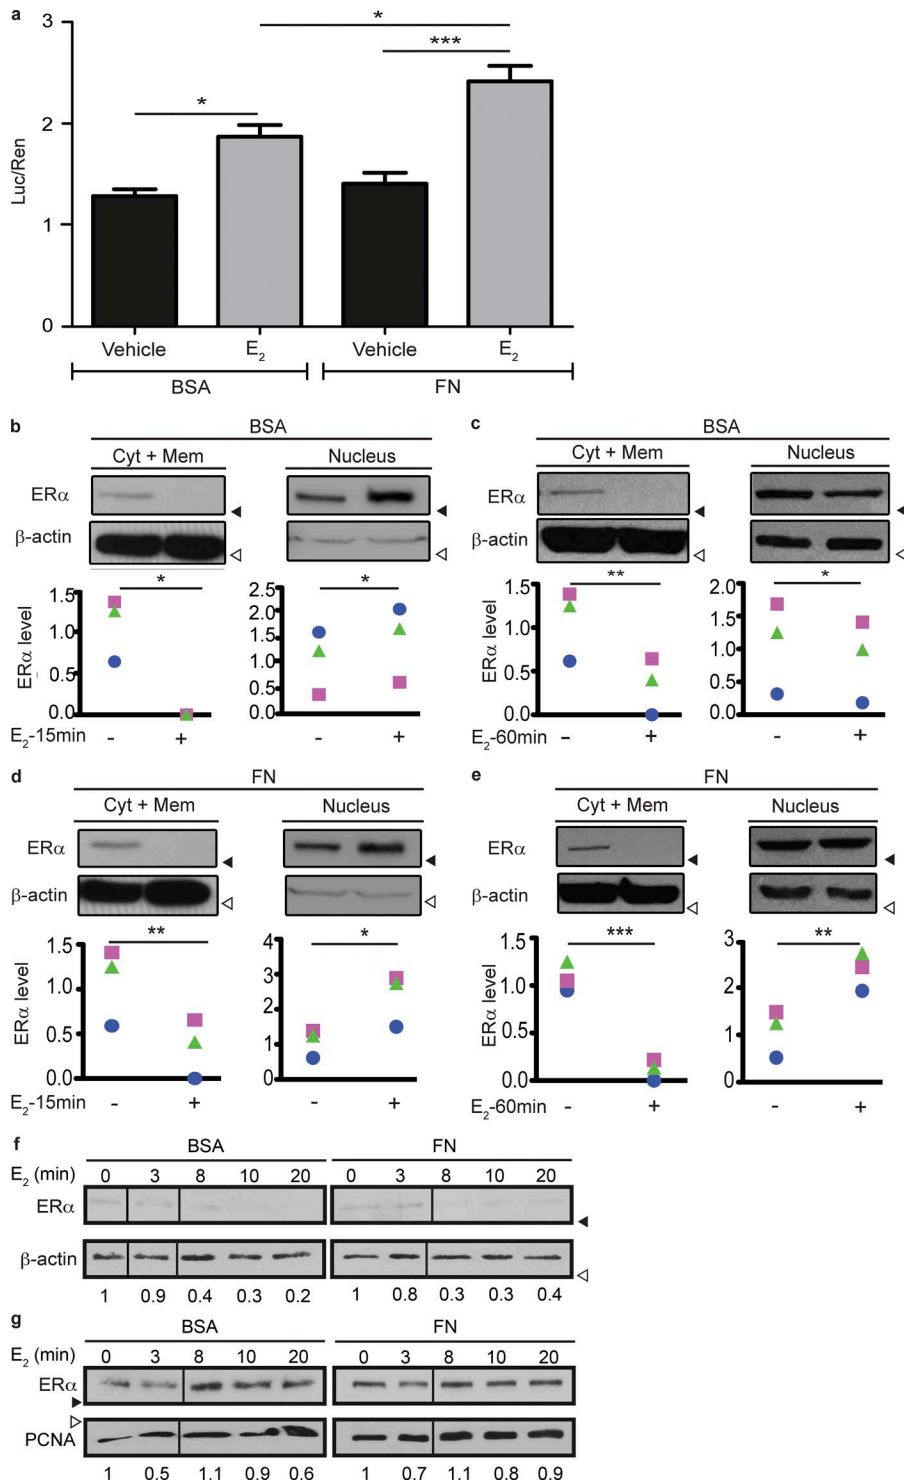 a
3
2
1
0
Luc/Ren
*
*
***
Vehicle E2 Vehicle E2
BSA FN
b BSA
Cyt + Mem Nucleus
ERα
β-actin
* *
1.5
1.0
0.5
0.0
ERα level
2.5
2.0
1.5
1.0
0.5
0.0
E2-15min - + - +
c BSA
Cyt + Mem Nucleus
ERα
β-actin
** *
1.5
1.0
0.5
0.0
ERα level
2.0
1.5
1.0
0.5
0.0
E2-60min - + - +
d FN
Cyt + Mem Nucleus
ERα
β-actin
** *
1.5
1.0
0.5
0.0
ERα level
4
3
2
1
0
E2-15min - + - +
e FN
Cyt + Mem Nucleus
ERα
β-actin
*** **
1.5
1.0
0.5
0.0
ERα level
3
2
1
0
E2-60min - + - +
f BSA FN
E2 (min) 0 3 8 10 20 0 3 8 10 20
ERα
β-actin
1 0.9 0.4 0.3 0.2 1 0.8 0.3 0.3 0.4
g BSA FN
E2 (min) 0 3 8 10 20 0 3 8 10 20
ERα
PCNA
1 0.5 1.1 0.9 0.6 1 0.7 1.1 0.8 0.9